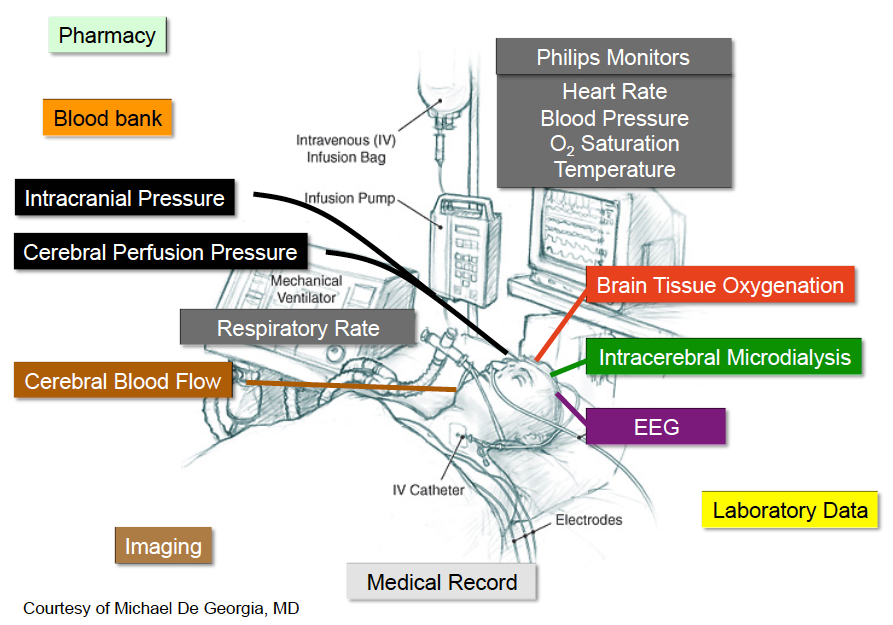 Pharmacy
Philips Monitors
Heart Rate
Blood Pressure
O2 Saturation
Temperature
Blood bank
Intravenous (IV)
Infusion Bag
Intracranial Pressure
Infusion Pump
Cerebral Perfusion Pressure
Mechanical
Ventilator
Brain Tissue Oxygenation
Respiratory Rate
Intracerebral Microdialysis
Cerebral Blood Flow
EEG
IV Catheter
Laboratory Data
Electrodes
Imaging
Medical Record
Courtesy of Michael De Georgia, MD